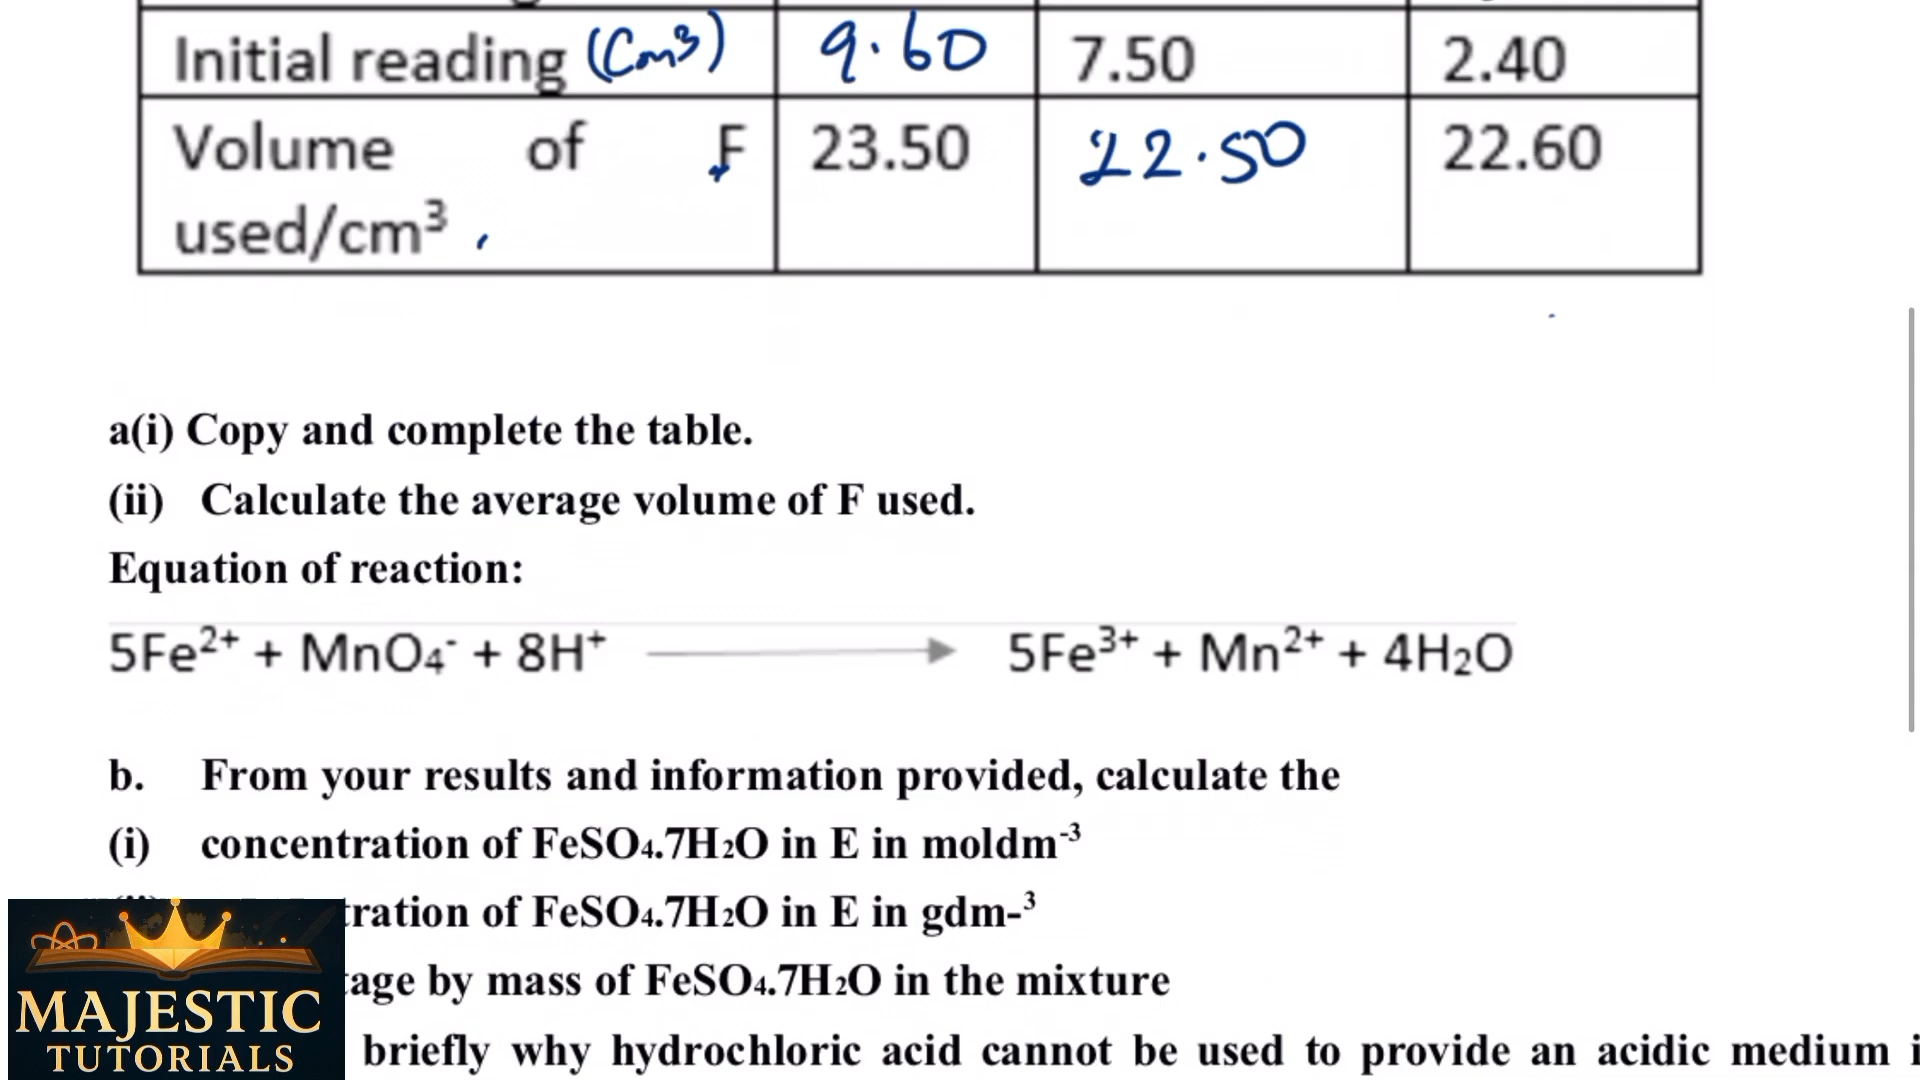 Initial reading (Cm3) 9.60 7.50 2.40
Volume of F 23.50 22.50 22.60
used/cm³
a(i) Copy and complete the table.
(ii) Calculate the average volume of F used.
Equation of reaction:
5Fe²⁺ + MnO₄⁻ + 8H⁺ → 5Fe³⁺ + Mn²⁺ + 4H₂O
b. From your results and information provided, calculate the
(i) concentration of FeSO₄.7H₂O in E in moldm⁻³
tration of FeSO₄.7H₂O in E in gdm-³
tage by mass of FeSO₄.7H₂O in the mixture
briefly why hydrochloric acid cannot be used to provide an acidic medium i
MAJESTIC
TUTORIALS